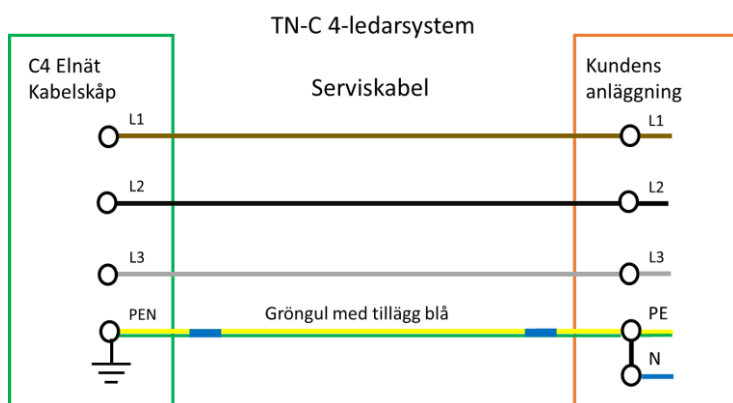 TN-C 4-ledarsystem
C4 Elnät
Kabelskåp
Serviskabel
Kundens
anläggning
L1
L1
L2
L2
L3
L3
PEN
Gröngul med tillägg blå
PE
N